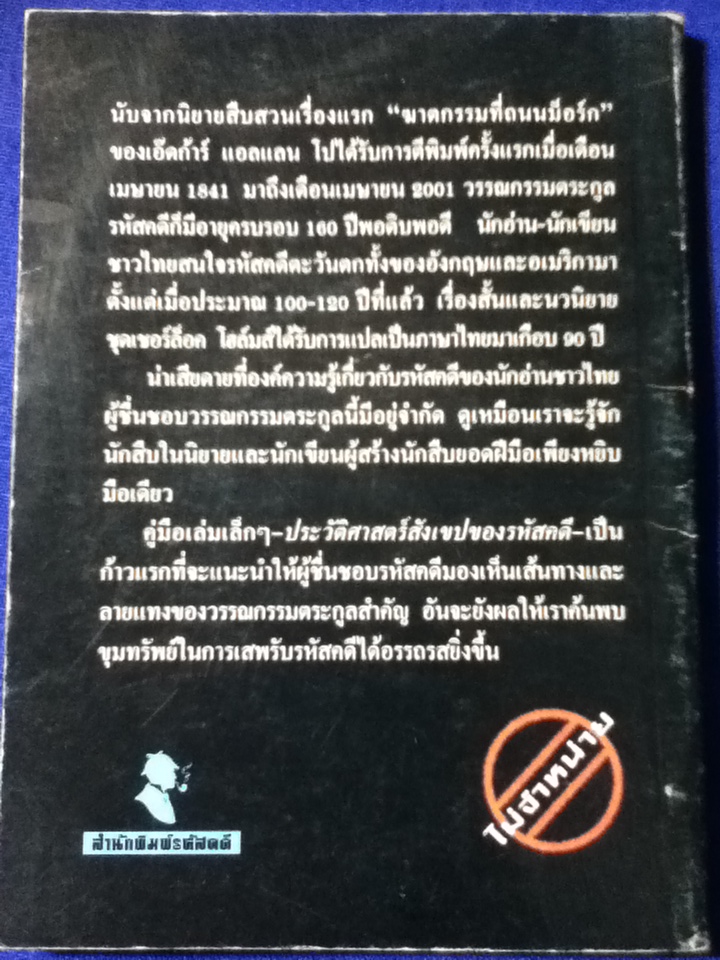 นับจากนิยายสืบสวนเรื่องแรก “ฆาตกรรมที่ถนนม็อร์ก”
ของเอ๊ดก้าร์ แอลแลน โปได้รับการตีพิมพ์ครั้งแรกเมื่อเดือน
เมษายน 1841 มาถึงเดือนเมษายน 2001 วรรณกรรมตระกูล
รหัสคดีก็มีอายุครบรอบ 160 ปีพอดิบพอดี นักอ่าน-นักเขียน
ชาวไทยสนใจรหัสคดีตะวันตกทั้งของอังกฤษและอเมริกามา
ตั้งแต่เมื่อประมาณ 100-120 ปีที่แล้ว เรื่องสั้นและนวนิยาย
ชุดเชอร์ล็อค โฮล์มส์ได้รับการแปลเป็นภาษาไทยมาเกือบ 90 ปี
น่าเสียดายที่องค์ความรู้เกี่ยวกับรหัสคดีของนักอ่านชาวไทย
ผู้ชื่นชอบวรรณกรรมตระกูลนี้มีอยู่จำกัด ดูเหมือนเราจะรู้จัก
นักสืบในนิยายและนักเขียนผู้สร้างนักสืบยอดฝีมือเพียงหยิบ
มือเดียว
คู่มือเล่มเล็กๆ-ประวัติศาสตร์สังเขปของรหัสคดี-เป็น
ก้าวแรกที่จะแนะนำให้ผู้ชื่นชอบรหัสคดีมองเห็นเส้นทางและ
ลายแทงของวรรณกรรมตระกูลสำคัญ อันจะยังผลให้เราค้นพบ
ขุมทรัพย์ในการเสพรับรหัสคดีได้อรรถรสยิ่งขึ้น
ไม่จำหน่าย
สำนักพิมพ์รหัสคดี